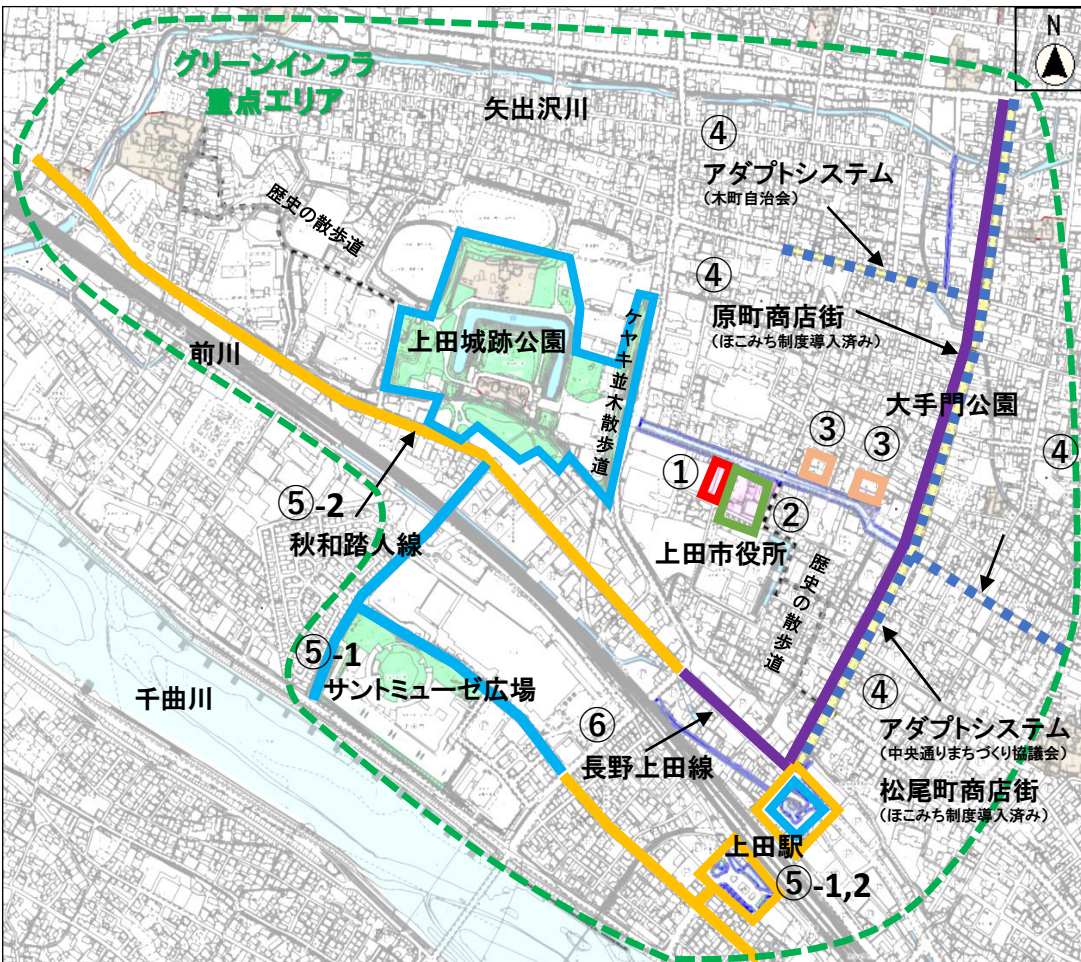 N
グリーンインフラ
重点エリア
矢出沢川
④
アダプトシステム
(木町自治会)
歴史の散歩道
④
原町商店街
(ほこみち制度導入済み)
ケヤキ並木散歩道
上田城跡公園
前川
大手門公園
③
③
④
①
②
⑤-2
秋和踏入線
上田市役所
歴史の散歩道
⑤-1
サントミューゼ広場
千曲川
④
アダプトシステム
(中央通りまちづくり協議会)
⑥
長野上田線
松尾町商店街
(ほこみち制度導入済み)
上田駅
⑤-1,2